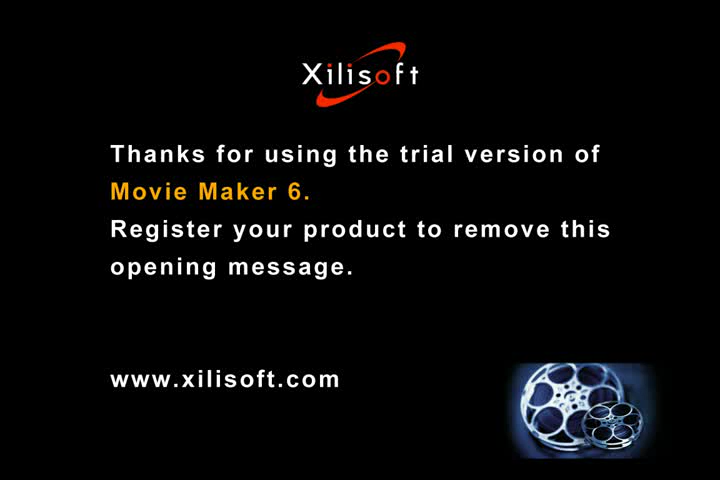 Xilisoft
Thanks for using the trial version of
Movie Maker 6.
Register your product to remove this
opening message.
www.xilisoft.com